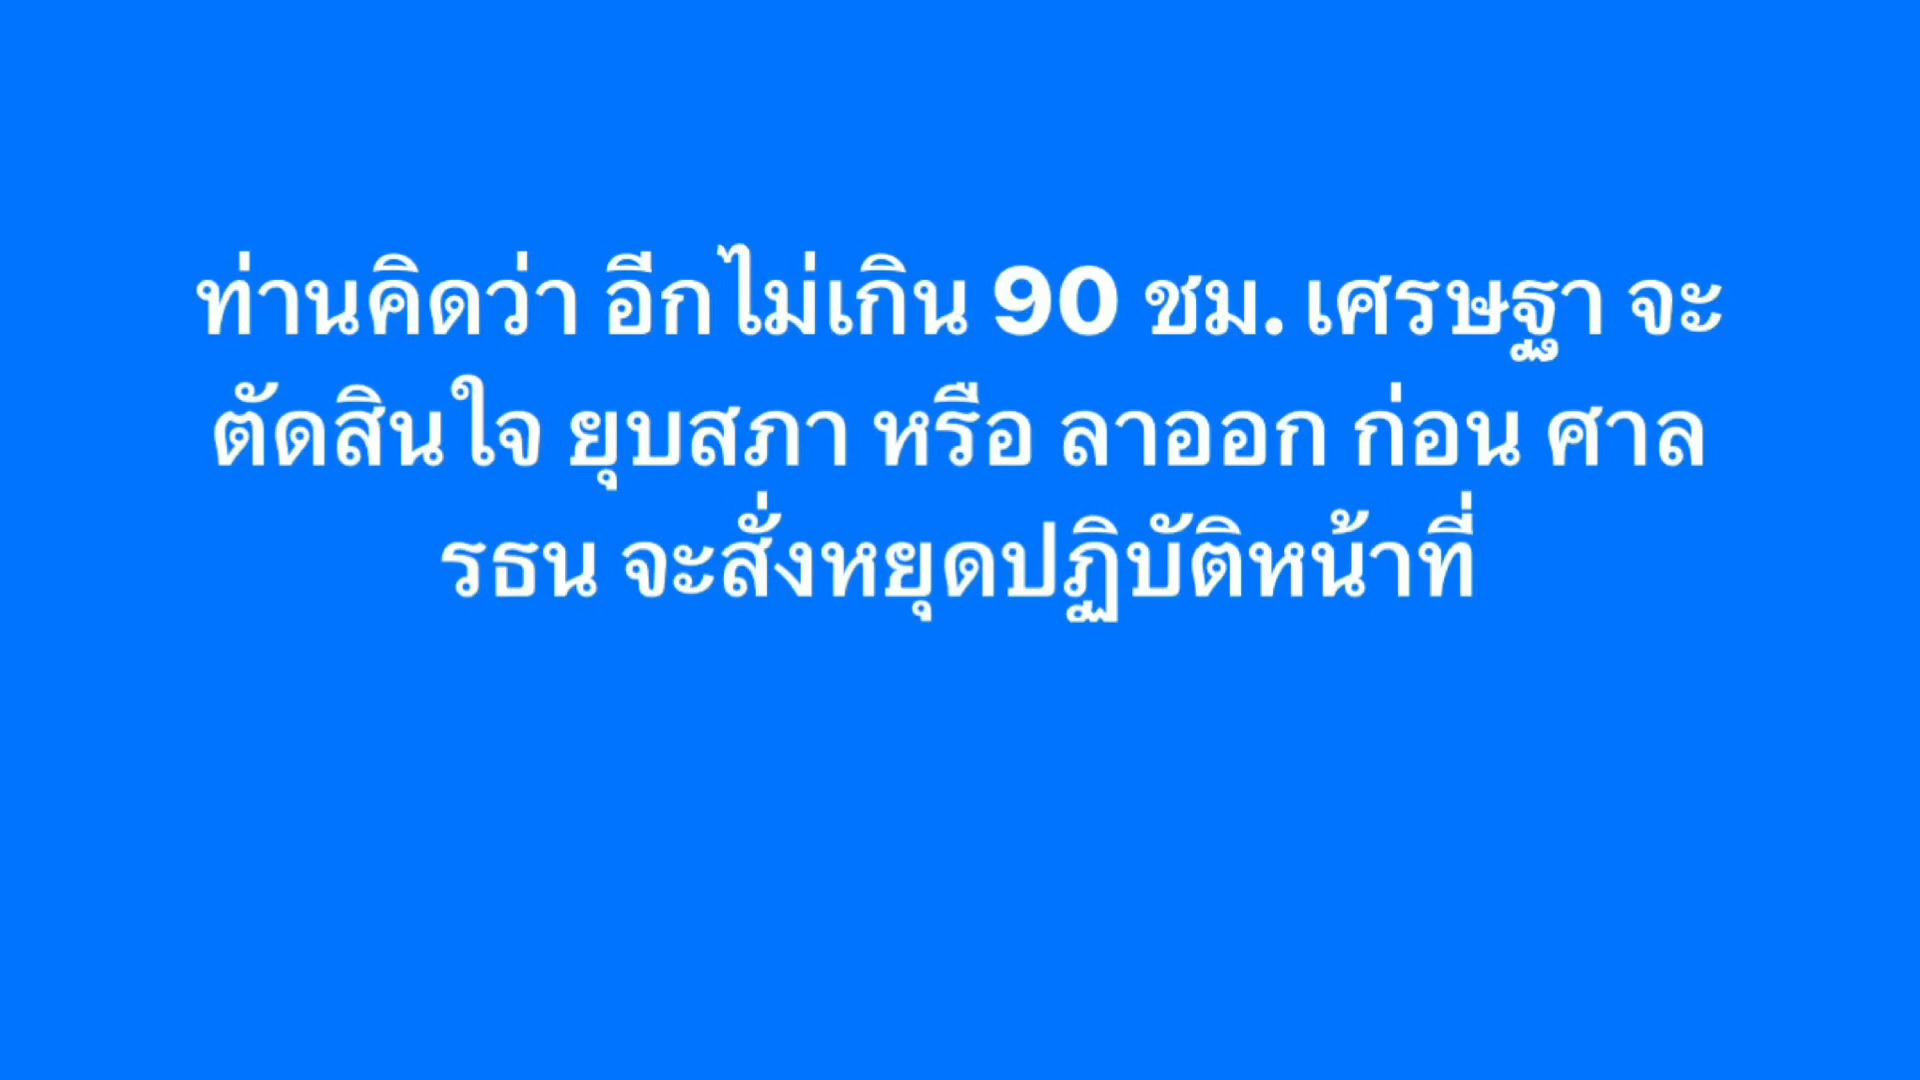 ท่านคิดว่า อีกไม่เกิน 90 ชม. เศรษฐา จะ
ตัดสินใจ ยุบสภา หรือ ลาออก ก่อน ศาล
รธน จะสั่งหยุดปฏิบัติหน้าที่